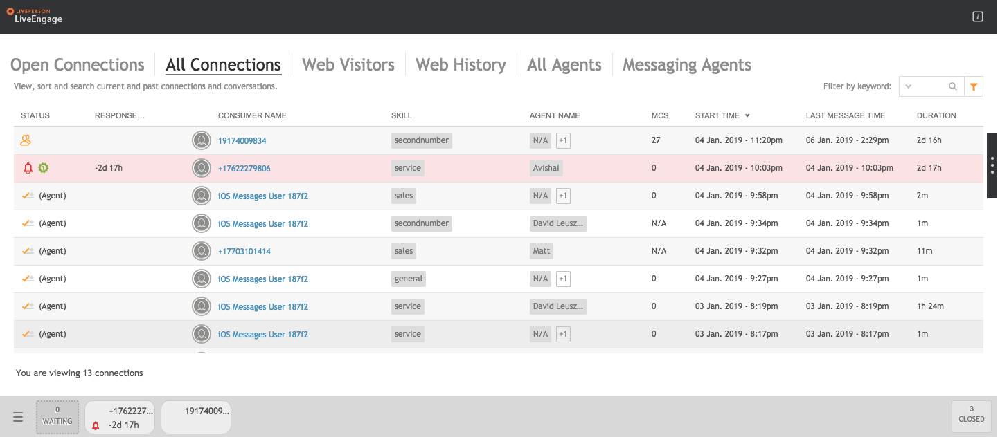 LIVEPERSON
LiveEngage
Open Connections All Connections Web Visitors Web History All Agents Messaging Agents
View, sort and search current and past connections and conversations. Filter by keyword:
STATUS RESPONSE... CONSUMER NAME SKILL AGENT NAME MCS START TIME LAST MESSAGE TIME DURATION
19174009834 secondnumber N/A +1 27 04 Jan. 2019 - 11:20pm 06 Jan. 2019 - 2:29pm 2d 16h
1 -2d 17h +17622279806 service Avishai 0 04 Jan. 2019 - 10:03pm 04 Jan. 2019 - 10:03pm 2d 17h
(Agent) iOS Messages User 187f2 sales N/A +1 0 04 Jan. 2019 - 9:58pm 04 Jan. 2019 - 9:58pm 2m
(Agent) iOS Messages User 187f2 secondnumber David Leusz... N/A 04 Jan. 2019 - 9:34pm 04 Jan. 2019 - 9:34pm 1m
(Agent) +17703101414 sales Matt N/A 04 Jan. 2019 - 9:32pm 04 Jan. 2019 - 9:32pm 11m
(Agent) iOS Messages User 187f2 general N/A +1 0 04 Jan. 2019 - 9:27pm 04 Jan. 2019 - 9:27pm 1m
(Agent) iOS Messages User 187f2 service David Leusz... 0 03 Jan. 2019 - 8:19pm 03 Jan. 2019 - 8:19pm 1h 24m
(Agent) iOS Messages User 187f2 service N/A +1 0 03 Jan. 2019 - 8:17pm 03 Jan. 2019 - 8:17pm 1m
You are viewing 13 connections
0 +1762227... 19174009... 3
WAITING -2d 17h CLOSED